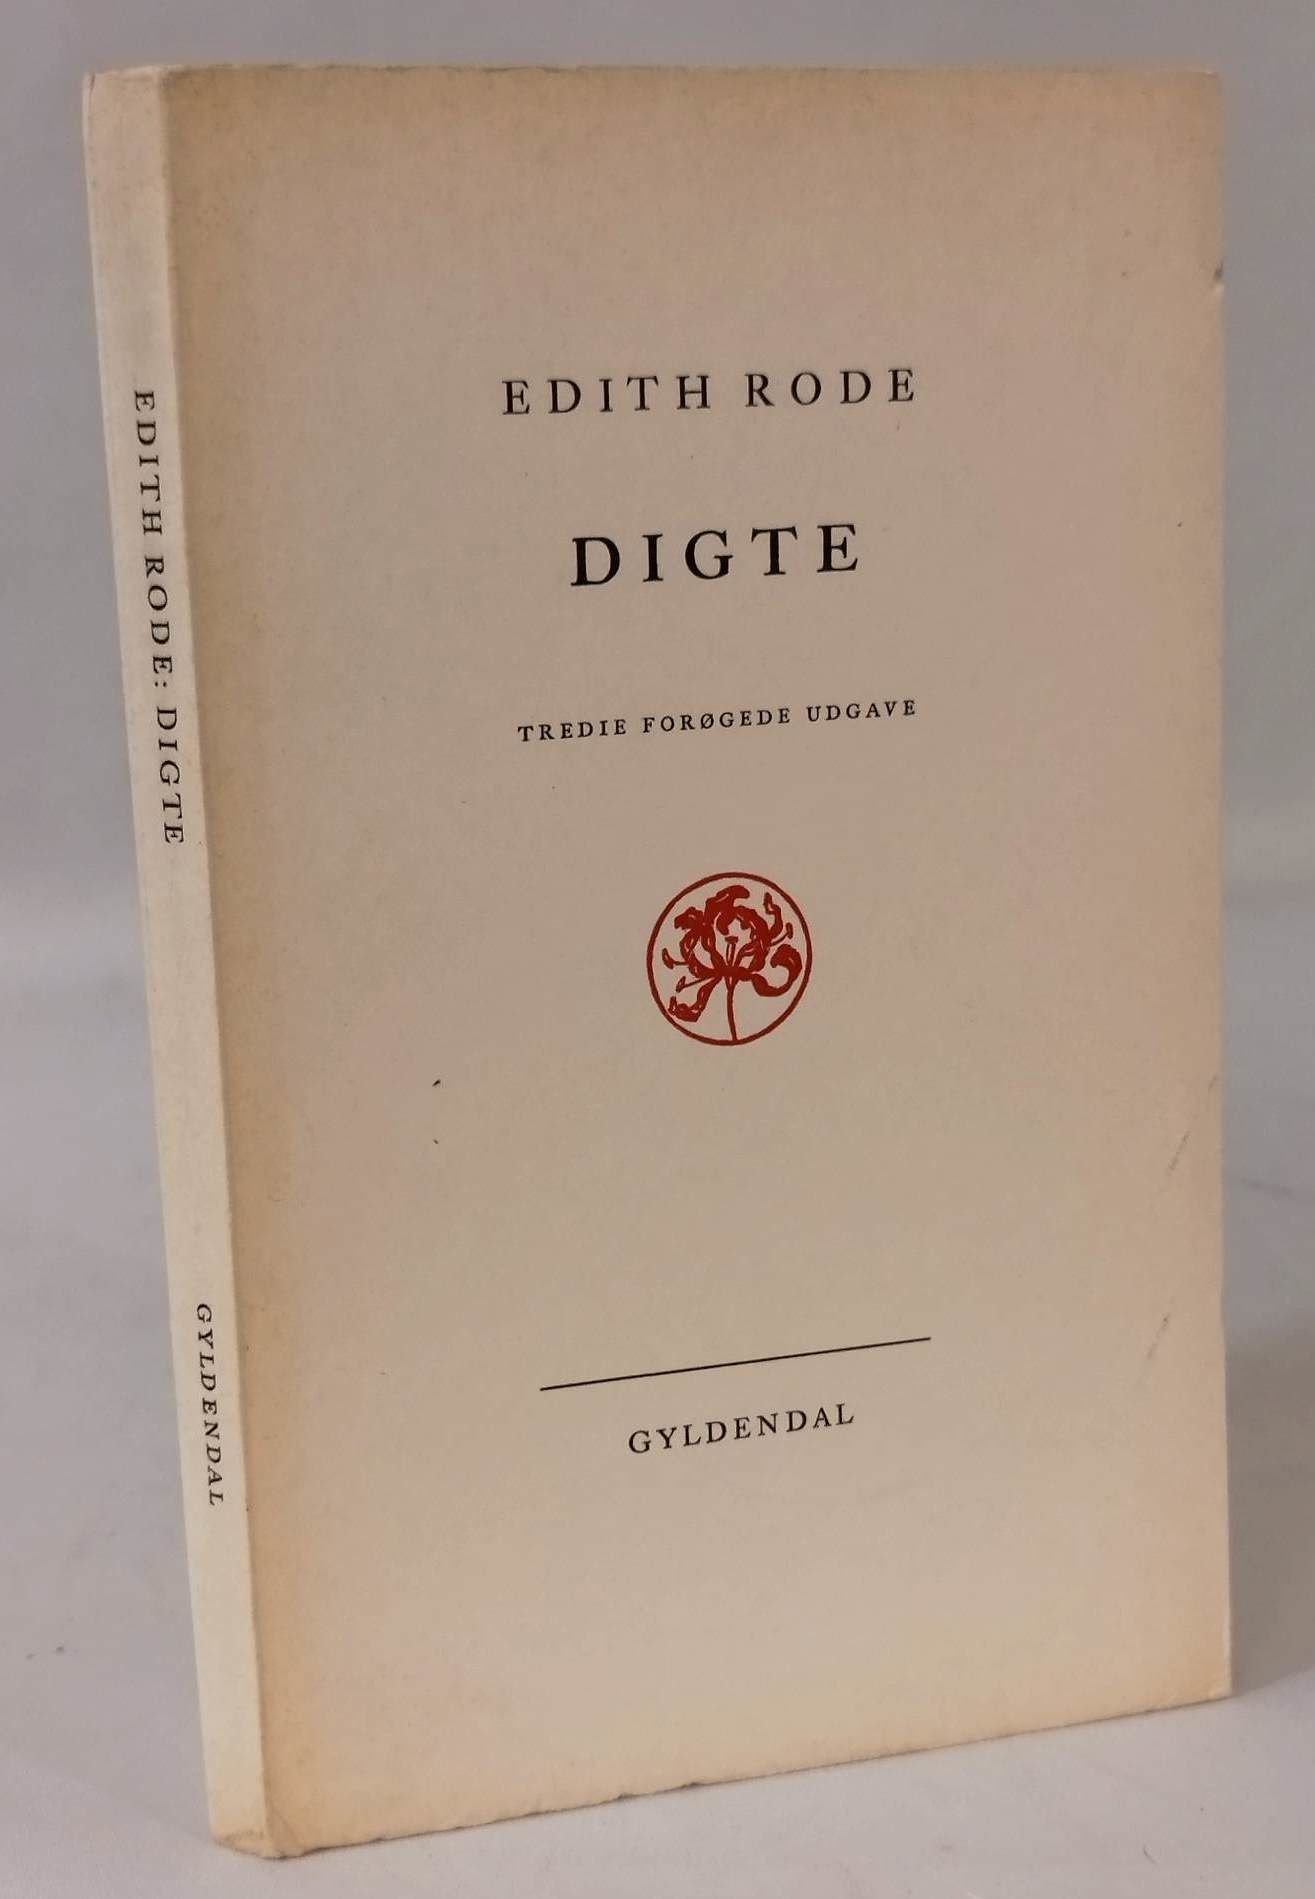 EDITH RODE
DIGTE
TREDIE FORØGEDE UDGAVE
GYLDENDAL
EDITH RODE: DIGTE
GYLDENDAL